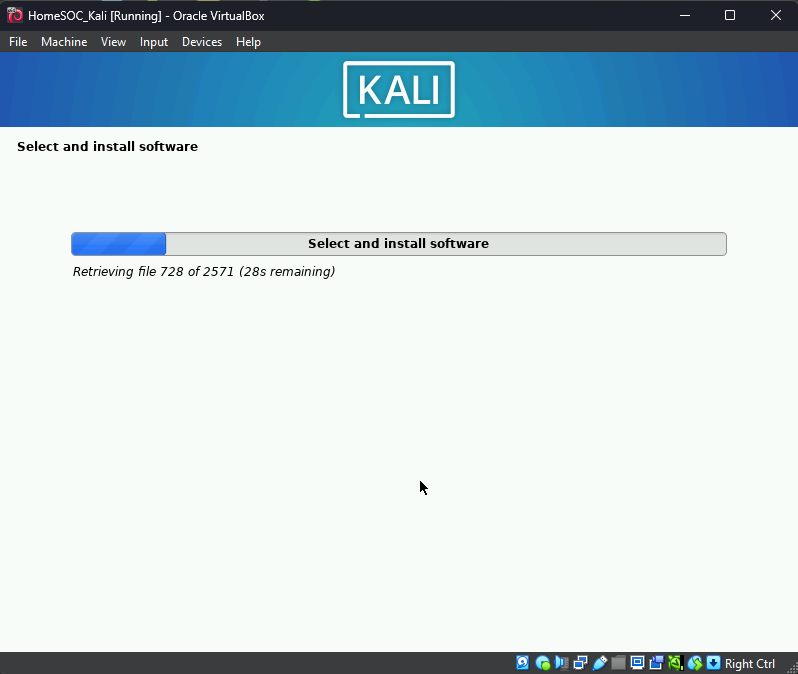 HomeSOC_Kali [Running] - Oracle VirtualBox
File Machine View Input Devices Help
KALI
Select and install software
Select and install software
Retrieving file 728 of 2571 (28s remaining)
Right Ctrl